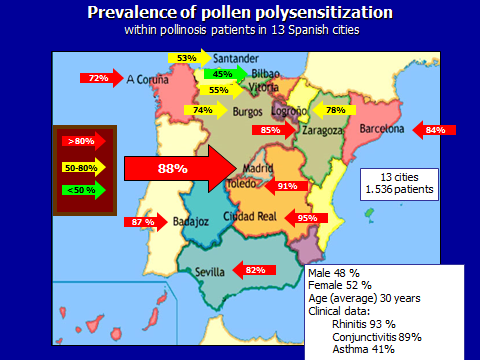 Prevalence of pollen polysensitization
within pollinosis patients in 13 Spanish cities
53% Santander
72% A Coruña
45% Bilbao
55% Vitoria
74% Burgos
Logroño 78%
85% Zaragoza
Barcelona 84%
>80%
50-80%
<50 %
88% Madrid
Toledo 91%
13 cities
1.536 patients
87 % Badajoz
Ciudad Real 95%
Sevilla 82%
Male 48 %
Female 52 %
Age (average) 30 years
Clinical data:
Rhinitis 93 %
Conjunctivitis 89%
Asthma 41%